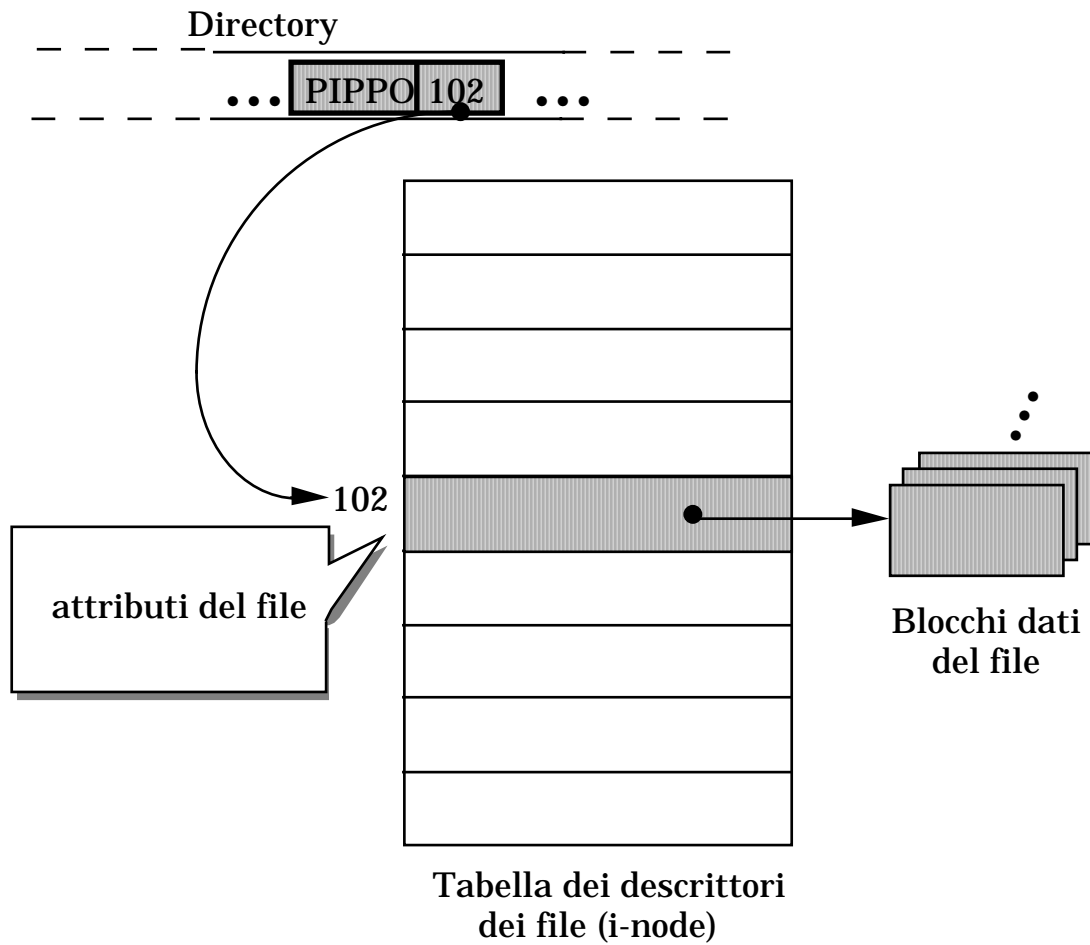 Directory
... PIPPO 102 ...
102
attributi del file
Blocchi dati
del file
Tabella dei descrittori
dei file (i-node)